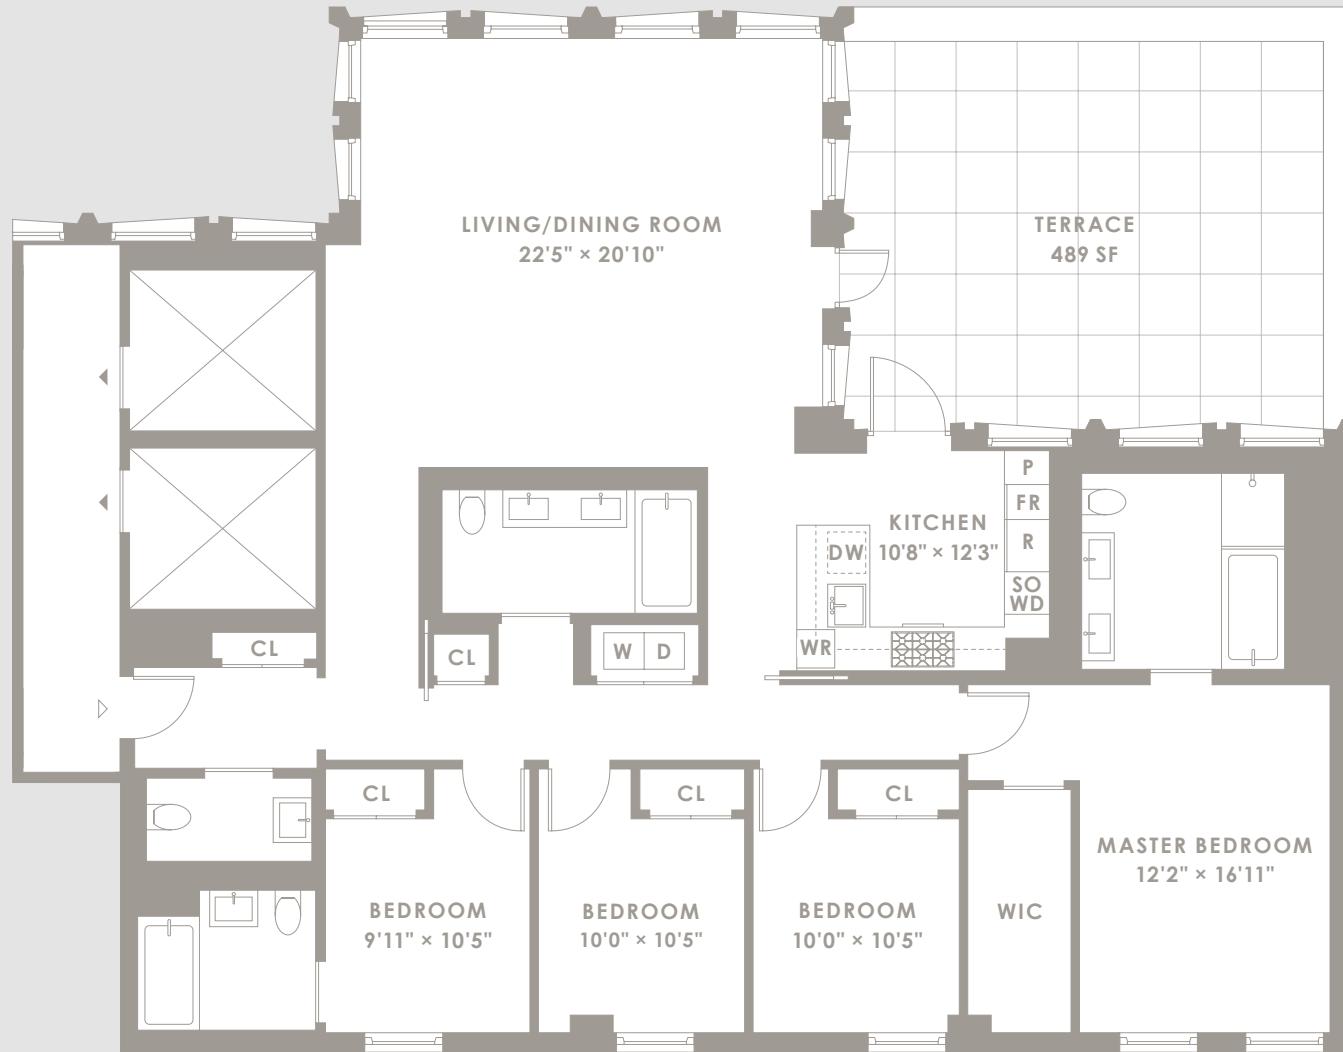 LIVING/DINING ROOM
22'5" × 20'10"
TERRACE
489 SF
P
FR
R
SO
WD
KITCHEN
10'8" × 12'3"
DW
WR
CL
CL
W D
CL
CL
CL
MASTER BEDROOM
12'2" × 16'11"
WIC
BEDROOM
9'11" × 10'5"
BEDROOM
10'0" × 10'5"
BEDROOM
10'0" × 10'5"